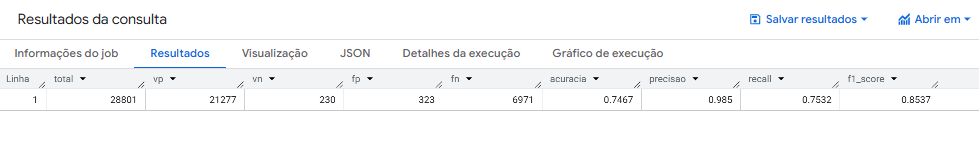 Resultados da consulta Salvar resultados Abrir em
Informações do job Resultados Visualização JSON Detalhes da execução Gráfico de execução
Linha total vp vn fp fn acuracia precisao recall f1_score
1 28801 21277 230 323 6971 0.7467 0.985 0.7532 0.8537